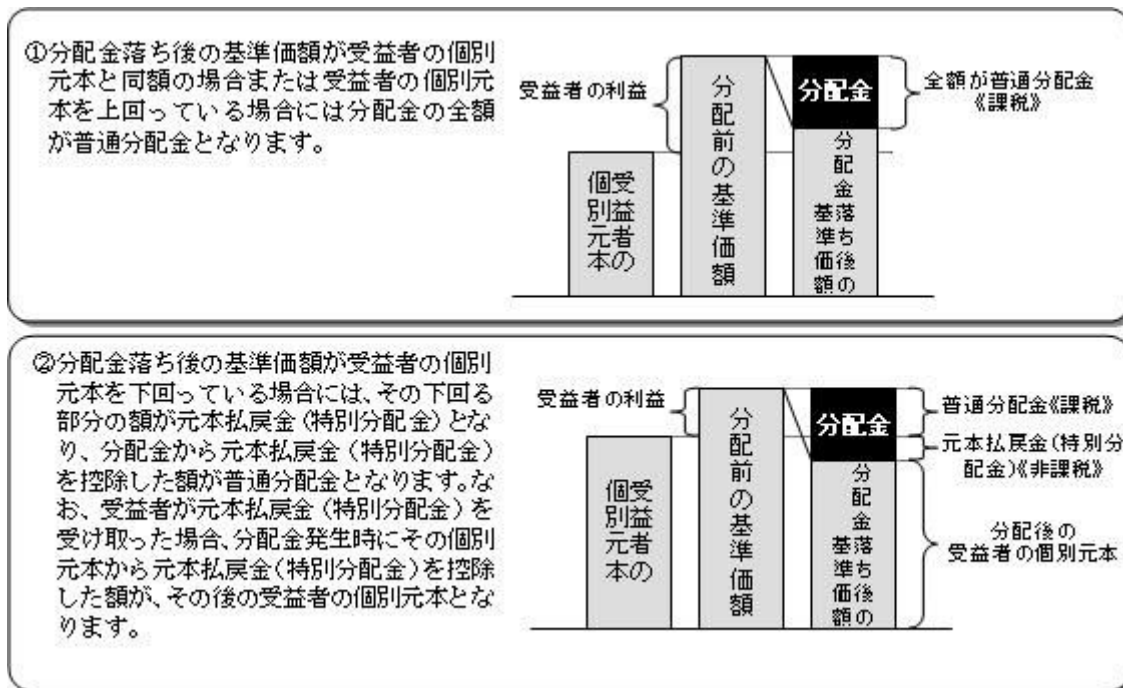 ①分配金落ち後の基準価額が受益者の個別
元本と同額の場合または受益者の個別元
本を上回っている場合には分配金の全額
が普通分配金となります。
受益者の利益
受益者の
個別元本
分配前の基準価額
分配金
分配金落ち後の
基準価額
全額が普通分配金
《課税》
②分配金落ち後の基準価額が受益者の個別
元本を下回っている場合には、その下回る
部分の額が元本払戻金(特別分配金)とな
り、分配金から元本払戻金(特別分配金)
を控除した額が普通分配金となります。な
お、受益者が元本払戻金(特別分配金)を
受け取った場合、分配金発生時にその個別
元本から元本払戻金(特別分配金)を控除
した額が、その後の受益者の個別元本とな
ります。
受益者の利益
受益者の
個別元本
分配前の基準価額
分配金
分配金落ち後の
基準価額
普通分配金《課税》
元本払戻金(特別分
配金)《非課税》
分配後の
受益者の個別元本